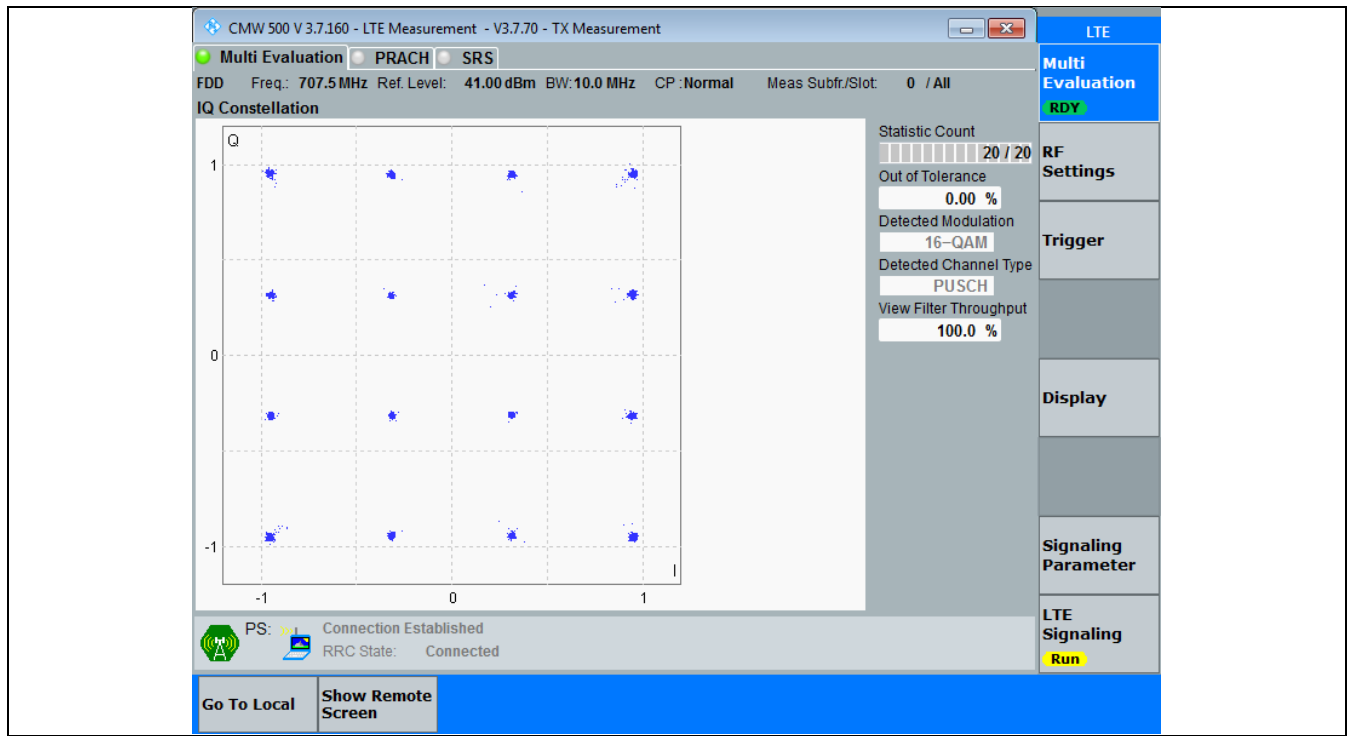 CMW 500 V 3.7.160 - LTE Measurement - V3.7.70 - TX Measurement
Multi Evaluation PRACH SRS
FDD Freq.: 707.5 MHz Ref. Level: 41.00 dBm BW: 10.0 MHz CP : Normal Meas Subfr./Slot: 0 / All
IQ Constellation
Q
1
0
-1
I
-1 0 1
Statistic Count
20 / 20
Out of Tolerance
0.00 %
Detected Modulation
16-QAM
Detected Channel Type
PUSCH
View Filter Throughput
100.0 %
PS: Connection Established
RRC State: Connected
LTE
Multi
Evaluation
RDY
RF
Settings
Trigger
Display
Signaling
Parameter
LTE
Signaling
Run
Go To Local
Show Remote
Screen